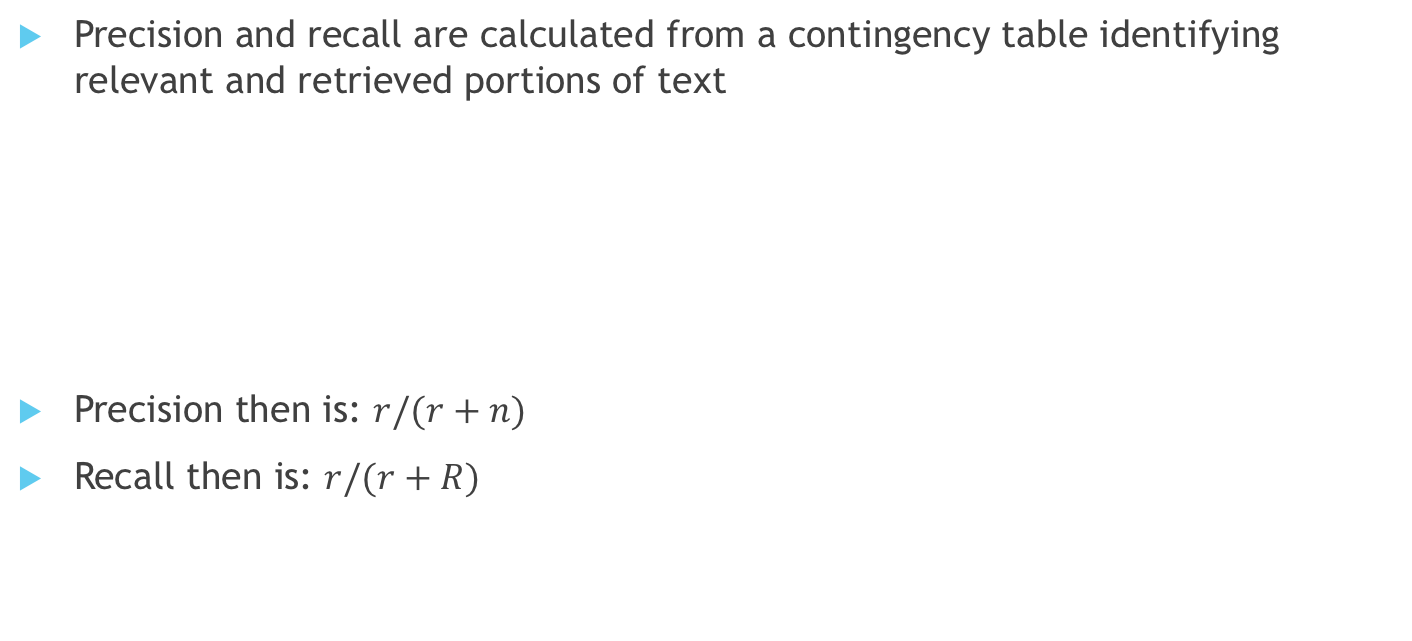 Precision and recall are calculated from a contingency table identifying
relevant and retrieved portions of text
Precision then is: r/(r + n)
Recall then is: r/(r + R)